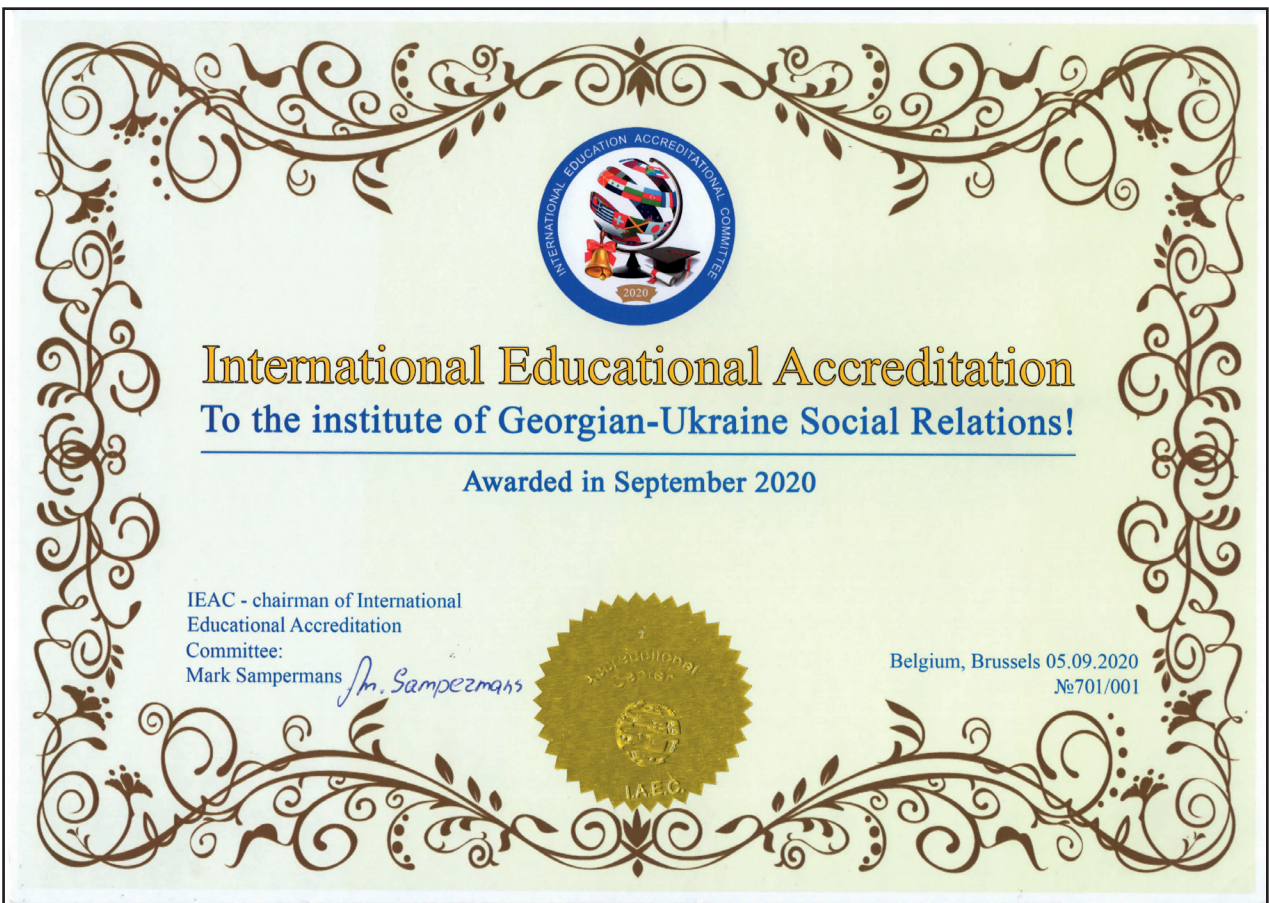 INTERNATIONAL EDUCATION ACCREDITATIONAL COMMITTEE
2020
International Educational Accreditation
To the institute of Georgian-Ukraine Social Relations!
Awarded in September 2020
IEAC - chairman of International
Educational Accreditation
Committee:
Mark Sampermans
m. Sampermans
Belgium, Brussels 05.09.2020
№701/001
I.A.E.C.